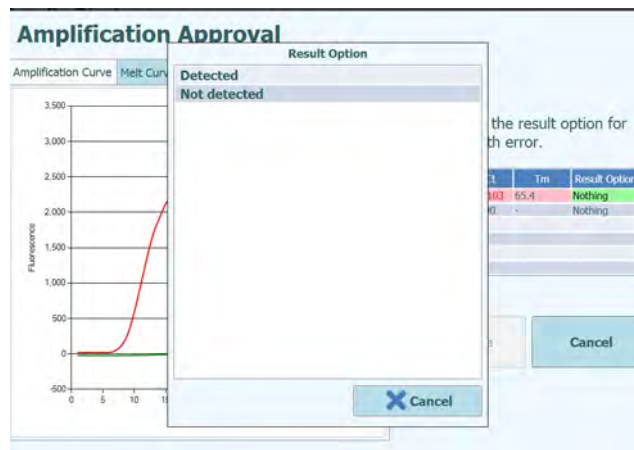 Amplification Approval
Result Option
Amplification Curve Melt Curv
Detected
Not detected
the result option for
th error.
Ct Tm Result Option
103 65.4 Nothing
- Nothing
Fluorescence
3,500
3,000
2,500
2,000
1,500
1,000
500
0
-500
0 5 10
Cancel
Cancel